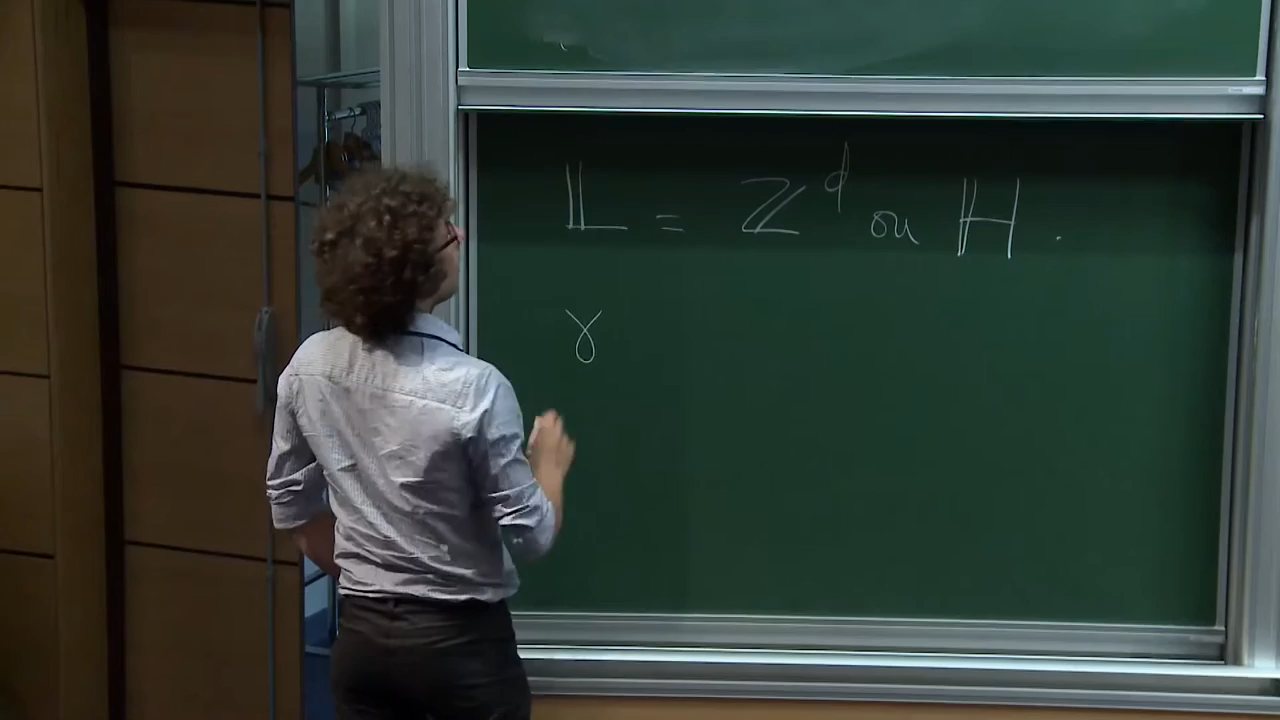 𝕃 = ℤ^d ou ℍ.
γ